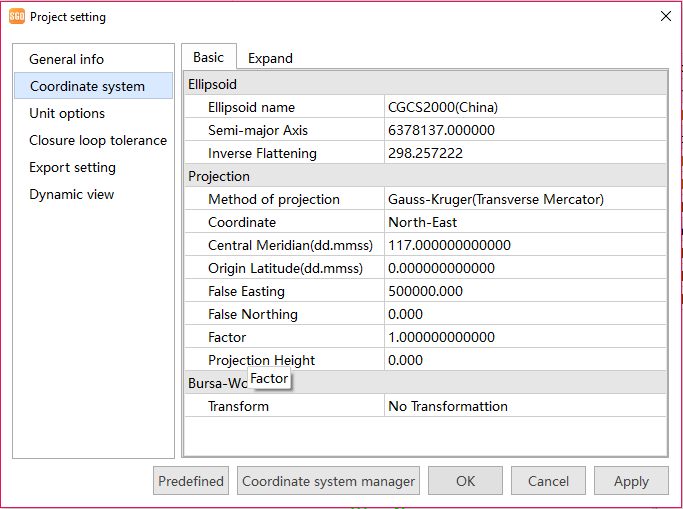 SGO Project setting
General info
Coordinate system
Unit options
Closure loop tolerance
Export setting
Dynamic view
Basic Expand
Ellipsoid
Ellipsoid name CGCS2000(China)
Semi-major Axis 6378137.000000
Inverse Flattening 298.257222
Projection
Method of projection Gauss-Kruger(Transverse Mercator)
Coordinate North-East
Central Meridian(dd.mmss) 117.000000000000
Origin Latitude(dd.mmss) 0.000000000000
False Easting 500000.000
False Northing 0.000
Factor 1.000000000000
Projection Height 0.000
Bursa-Wo
Factor
Transform No Transformattion
Predefined Coordinate system manager OK Cancel Apply